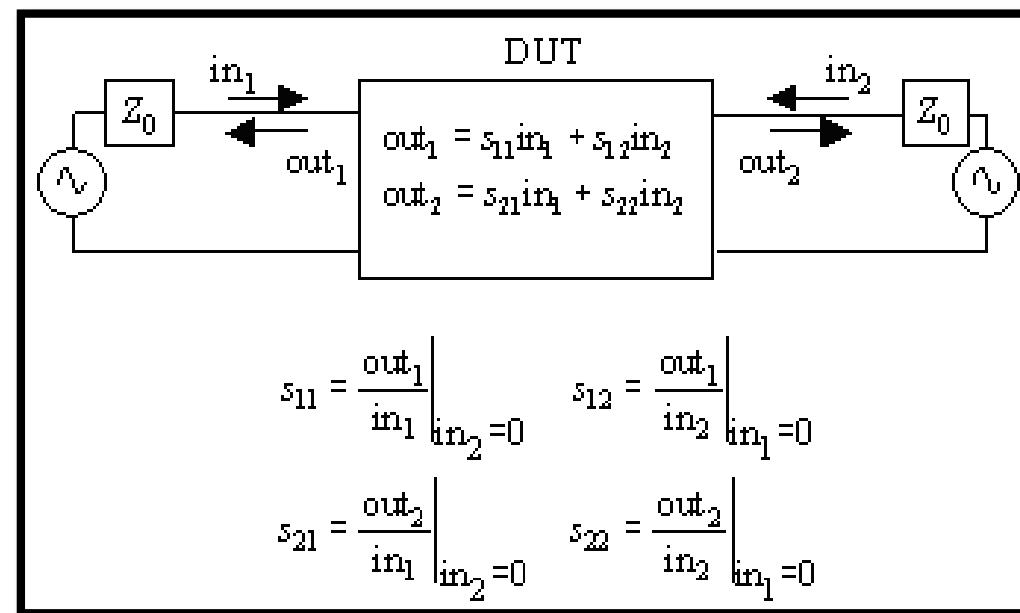 DUT
in₁ in₂
Z₀ Z₀
out₁ out₂
out₁ = s₁₁in₁ + s₁₂in₂
out₂ = s₂₁in₁ + s₂₂in₂
s₁₁ = out₁/in₁ |in₂=0 s₁₂ = out₁/in₂ |in₁=0
s₂₁ = out₂/in₁ |in₂=0 s₂₂ = out₂/in₂ |in₁=0